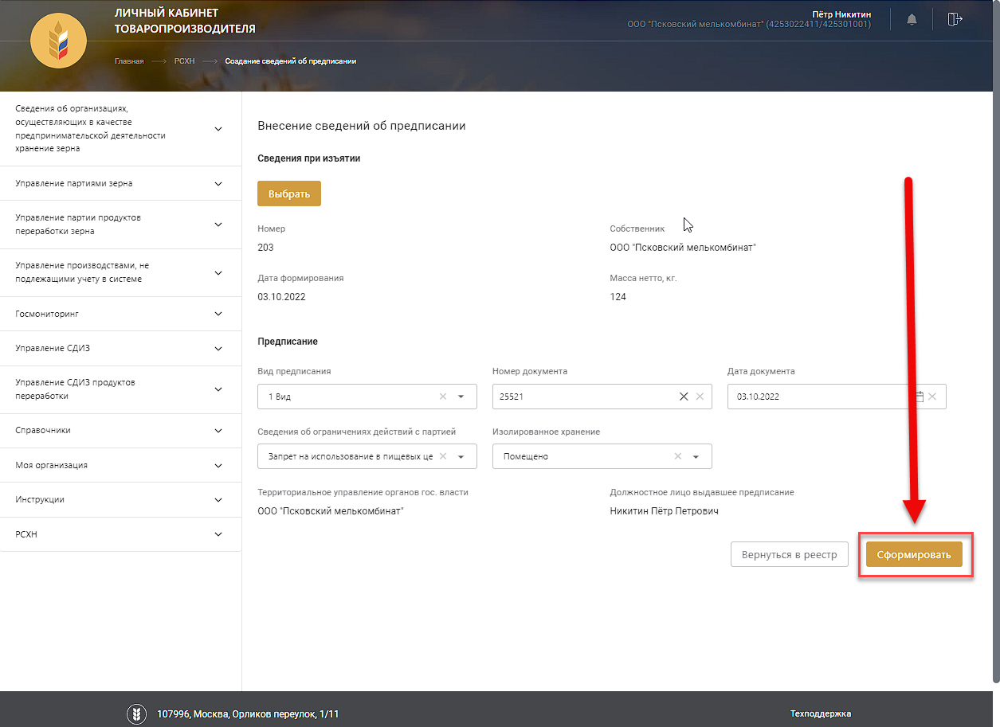 ЛИЧНЫЙ КАБИНЕТ
ТОВАРОПРОИЗВОДИТЕЛЯ
Пётр Никитин
ООО "Псковский мелькомбинат" (4253022411/425301001)
Главная РСХН Создание сведений об предписании
Сведения об организациях,
осуществляющих в качестве
предпринимательской деятельности
хранение зерна
Управление партиями зерна
Управление партии продуктов
переработки зерна
Управление производствами, не
подлежащими учету в системе
Госмониторинг
Управление СДИЗ
Управление СДИЗ продуктов
переработки
Справочники
Моя организация
Инструкции
РСХН
Внесение сведений об предписании
Сведения при изъятии
Выбрать
Номер Собственник
203 ООО "Псковский мелькомбинат"
Дата формирования Масса нетто, кг.
03.10.2022 124
Предписание
Вид предписания Номер документа Дата документа
1 Вид 25521 03.10.2022
Сведения об ограничениях действий с партией Изолированное хранение
Запрет на использование в пищевых це Помещено
Территориальное управление органов гос. власти Должностное лицо выдавшее предписание
ООО "Псковский мелькомбинат" Никитин Пётр Петрович
Вернуться в реестр Сформировать
107996, Москва, Орликов переулок, 1/11 Техподдержка